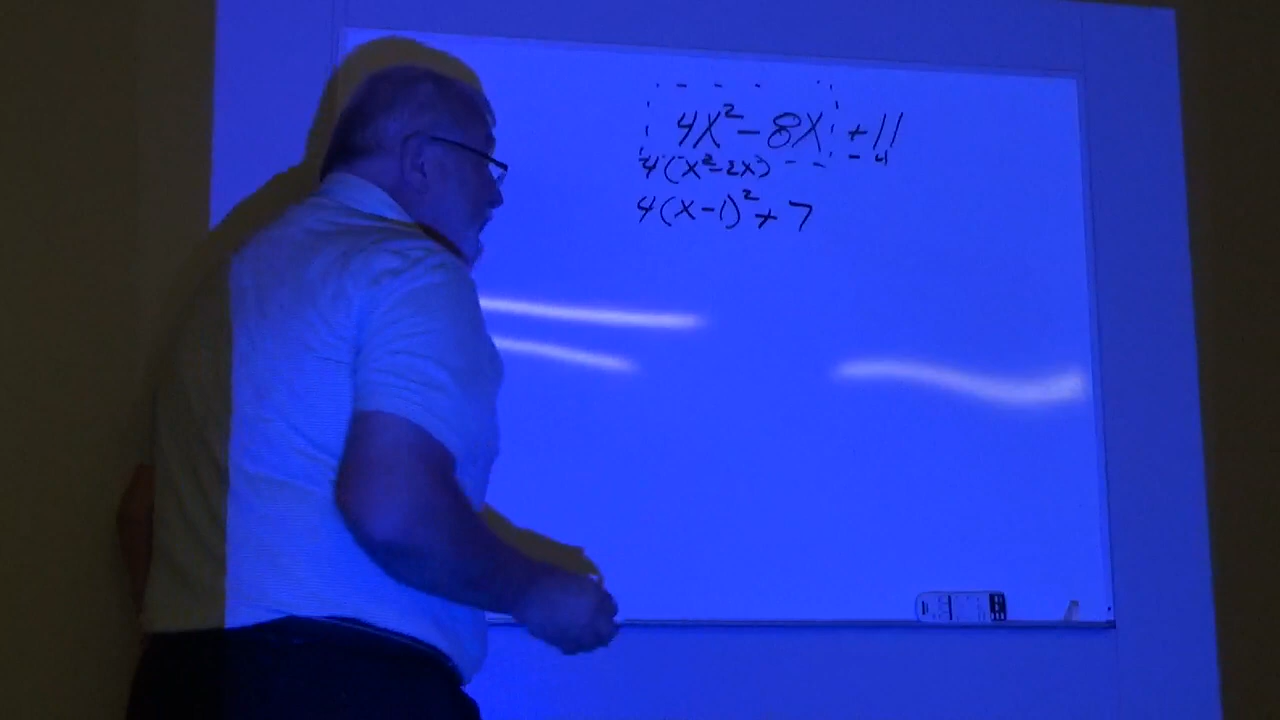 4x² - 8x + 11
4(x² - 2x) - 4
4(x - 1)² + 7